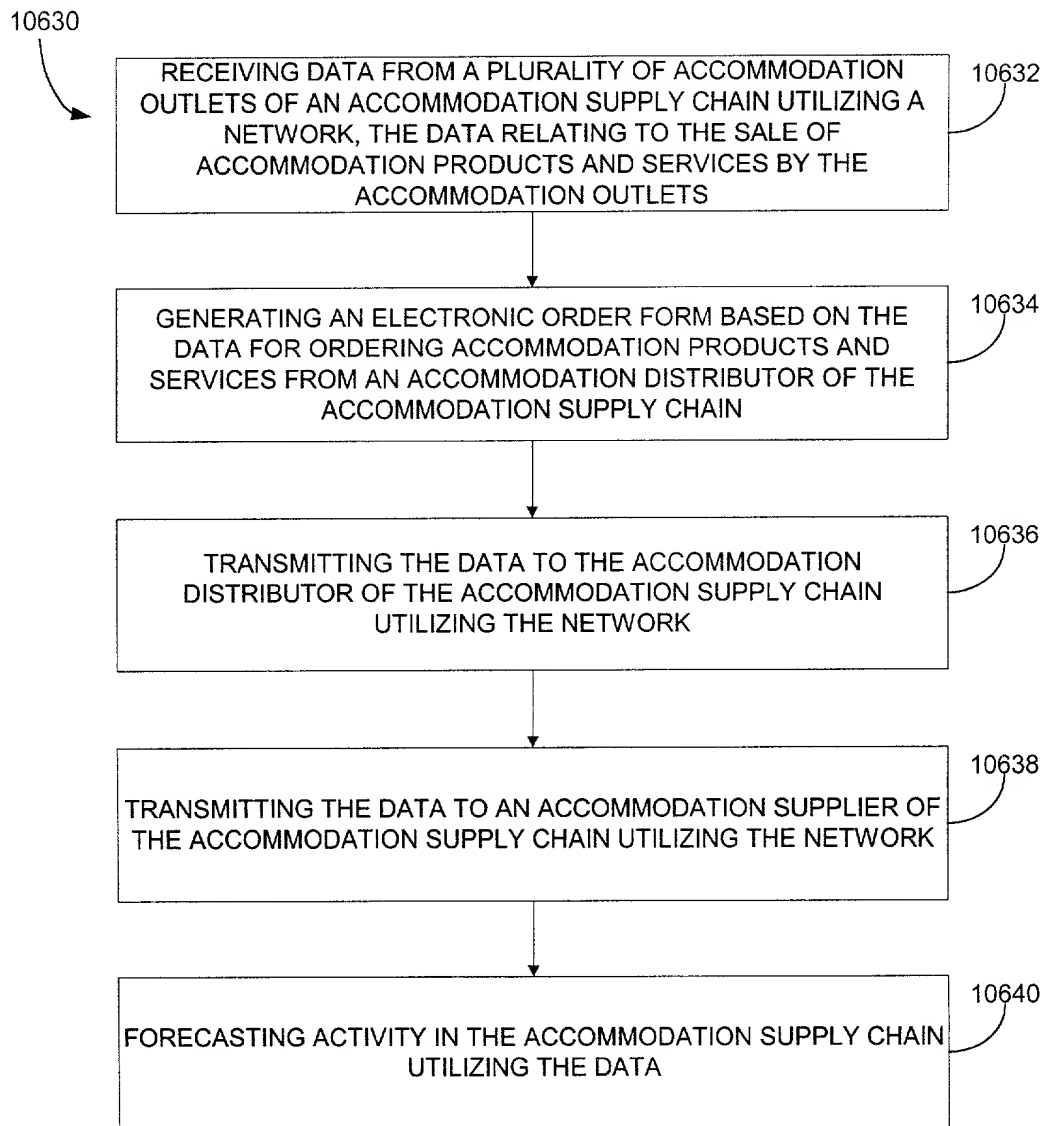 10630
RECEIVING DATA FROM A PLURALITY OF ACCOMMODATION
OUTLETS OF AN ACCOMMODATION SUPPLY CHAIN UTILIZING A
NETWORK, THE DATA RELATING TO THE SALE OF
ACCOMMODATION PRODUCTS AND SERVICES BY THE
ACCOMMODATION OUTLETS
10632
GENERATING AN ELECTRONIC ORDER FORM BASED ON THE
DATA FOR ORDERING ACCOMMODATION PRODUCTS AND
SERVICES FROM AN ACCOMMODATION DISTRIBUTOR OF THE
ACCOMMODATION SUPPLY CHAIN
10634
TRANSMITTING THE DATA TO THE ACCOMMODATION
DISTRIBUTOR OF THE ACCOMMODATION SUPPLY CHAIN
UTILIZING THE NETWORK
10636
TRANSMITTING THE DATA TO AN ACCOMMODATION SUPPLIER OF
THE ACCOMMODATION SUPPLY CHAIN UTILIZING THE NETWORK
10638
FORECASTING ACTIVITY IN THE ACCOMMODATION SUPPLY CHAIN
UTILIZING THE DATA
10640